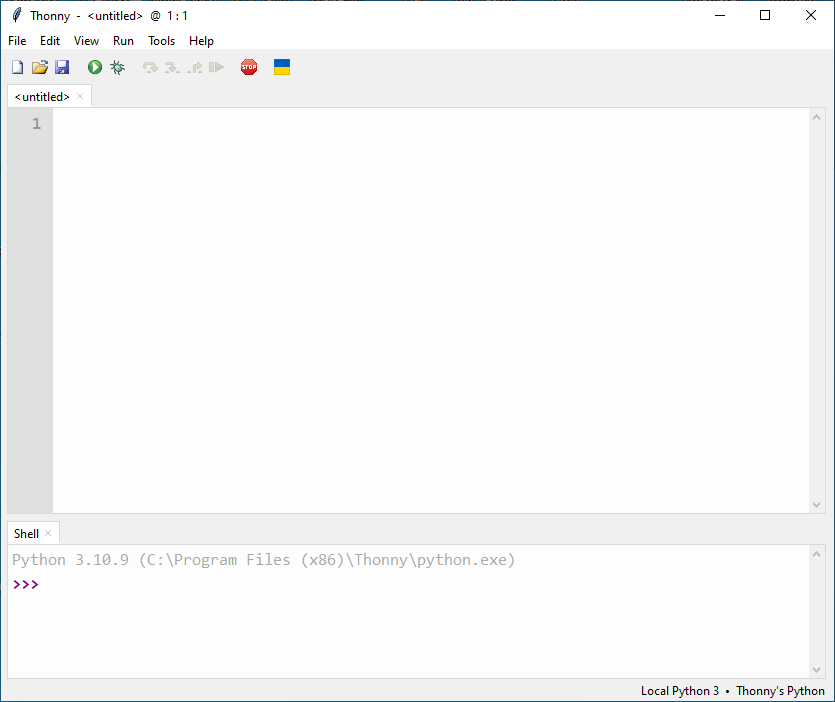 Thonny - <untitled> @ 1 : 1
File Edit View Run Tools Help
STOP
<untitled> ×
1
Shell ×
Python 3.10.9 (C:\Program Files (x86)\Thonny\python.exe)
>>>
Local Python 3 • Thonny's Python